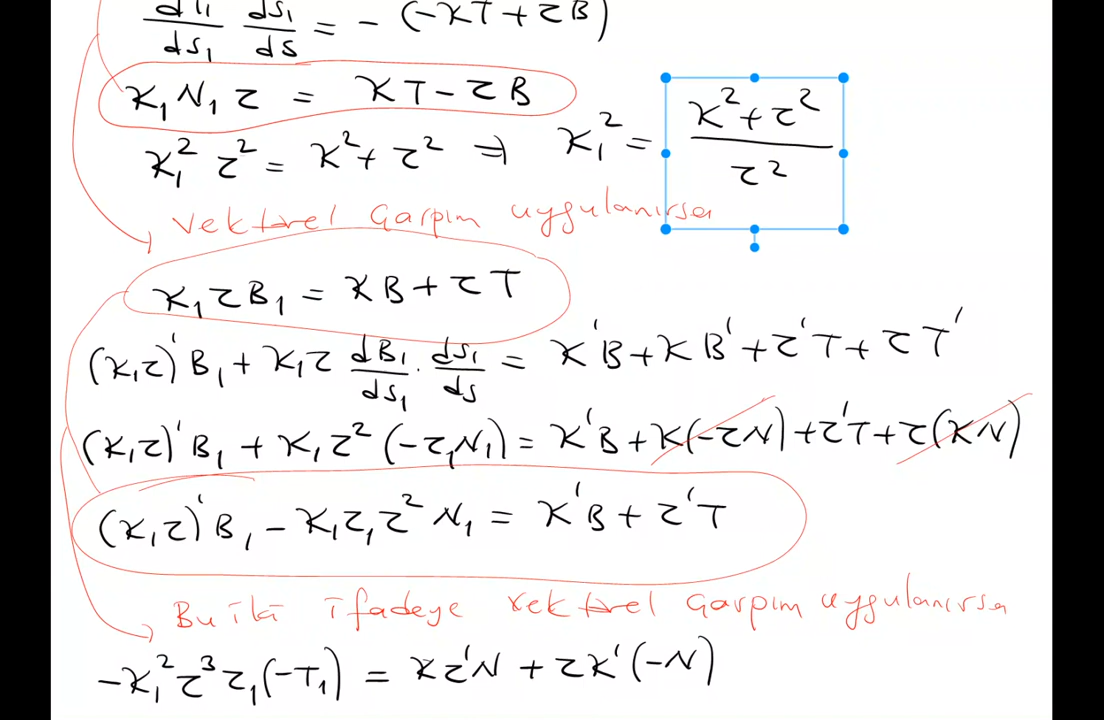 dT₁/ds₁ ds₁/ds = - (-κT + τB)
κ₁N₁τ = κT - τB
κ₁²τ² = κ² + τ² ⇒ κ₁² = (κ² + τ²)/τ²
Vektörel Çarpım uygulanırsa
κ₁τB₁ = κB + τT
(κ₁τ)'B₁ + κ₁τ dB₁/ds₁ · ds₁/ds = κ'B + κB' + τ'T + τT'
(κ₁τ)'B₁ + κ₁τ²(-τ₁N₁) = κ'B + κ(-τN) + τ'T + τ(κN)
(κ₁τ)'B₁ - κ₁τ₁τ²N₁ = κ'B + τ'T
Bu iki ifadeye vektörel Çarpım uygulanırsa
-κ₁²τ³τ₁(-T₁) = κτ'N + τκ'(-N)